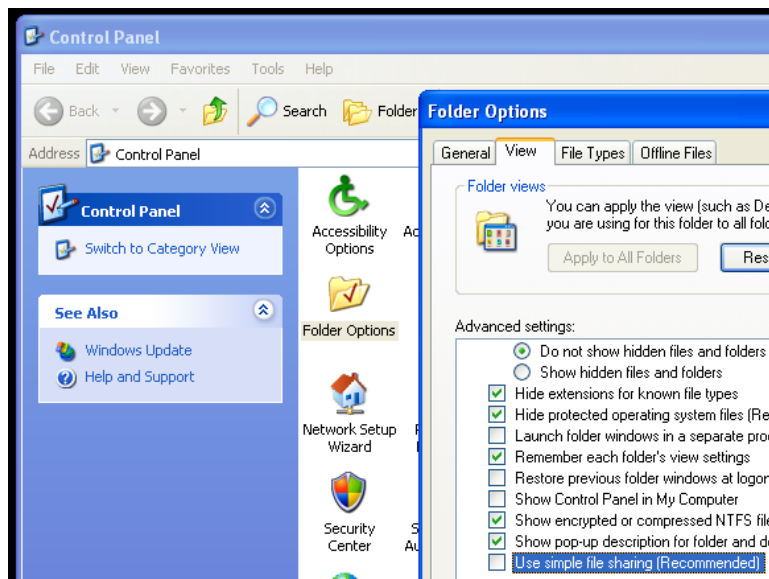 Control Panel
File Edit View Favorites Tools Help
Back Search Folder
Address Control Panel
Control Panel
Switch to Category View
See Also
Windows Update
Help and Support
Accessibility Options
Folder Options
Network Setup Wizard
Security Center
Folder Options
General View File Types Offline Files
Folder views
You can apply the view (such as De
you are using for this folder to all fold
Apply to All Folders Res
Advanced settings:
Do not show hidden files and folders
Show hidden files and folders
Hide extensions for known file types
Hide protected operating system files (Re
Launch folder windows in a separate pro
Remember each folder's view settings
Restore previous folder windows at logon
Show Control Panel in My Computer
Show encrypted or compressed NTFS file
Show pop-up description for folder and de
Use simple file sharing (Recommended)